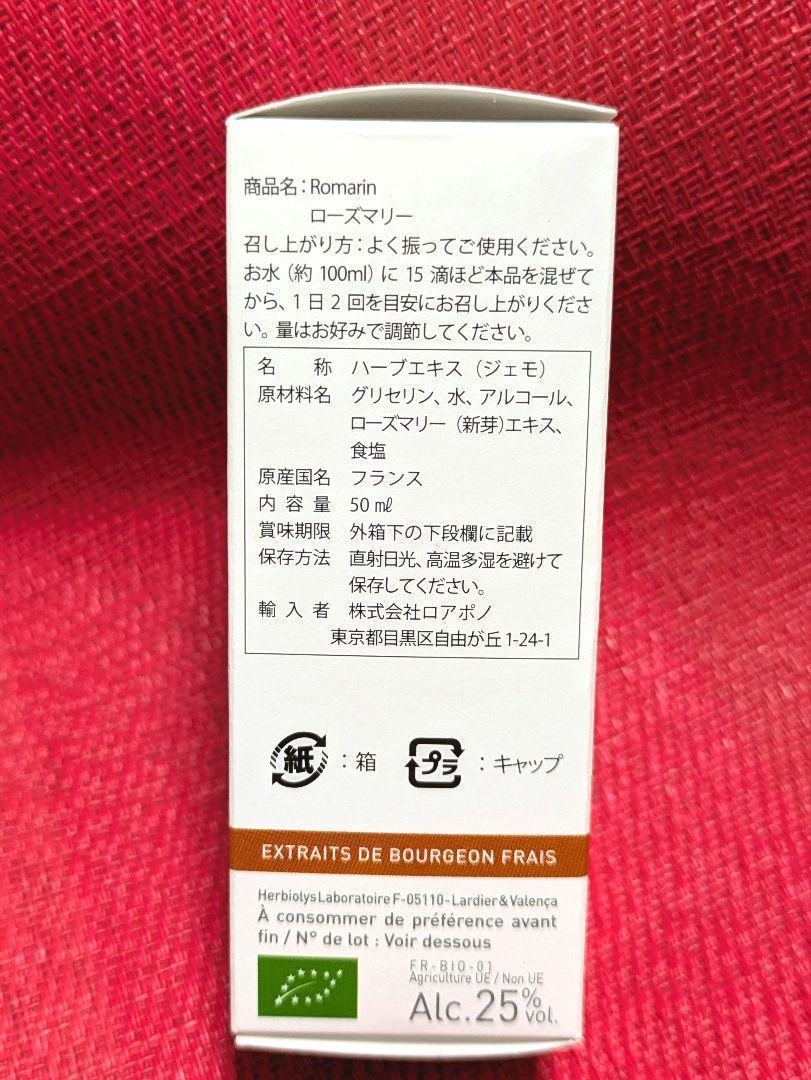 商品名：Romarin
ローズマリー
召し上がり方：よく振ってご使用ください。
お水（約100ml）に 15 滴ほど本品を混ぜて
から、1 日 2 回を目安にお召し上がりくださ
い。量はお好みで調節してください。
名 称 ハーブエキス（ジェモ）
原材料名 グリセリン、水、アルコール、
ローズマリー（新芽）エキス、
食塩
原産国名 フランス
内 容 量 50 ㎖
賞味期限 外箱下の下段欄に記載
保存方法 直射日光、高温多湿を避けて
保存してください。
輸 入 者 株式会社ロアポノ
東京都目黒区自由が丘 1-24-1
紙：箱 プラ：キャップ
EXTRAITS DE BOURGEON FRAIS
Herbiolys Laboratoire F-05110 - Lardier & Valença
À consommer de préférence avant
fin / N° de lot : Voir dessous
FR-BIO-01
Agriculture UE / Non UE
Alc.25% vol.